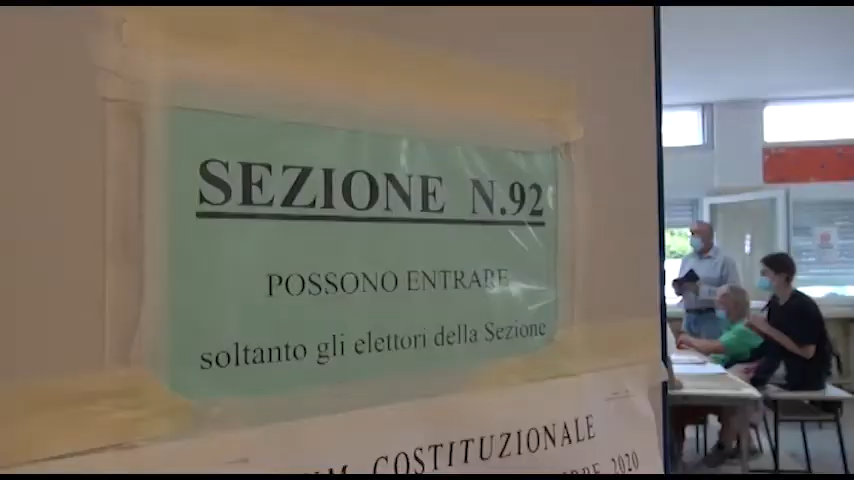 SEZIONE N.92
POSSONO ENTRARE
soltanto gli elettori della Sezione
COSTITUZIONALE
2020